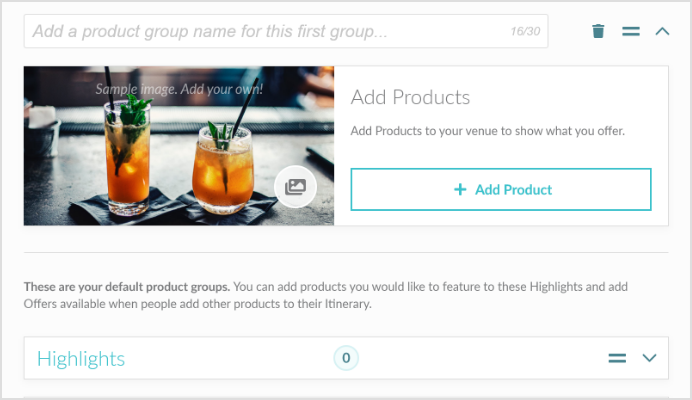 Add a product group name for this first group...
16/30
Sample image. Add your own!
Add Products
Add Products to your venue to show what you offer.
+ Add Product
These are your default product groups. You can add products you would like to feature to these Highlights and add
Offers available when people add other products to their Itinerary.
Highlights
0